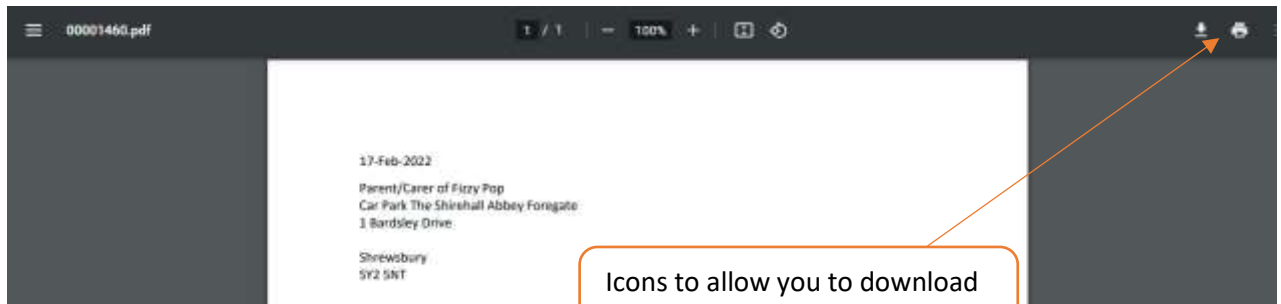 00001460.pdf
1 / 1 | − 100% + |
17-Feb-2022
Parent/Carer of Fizzy Pop
Car Park The Shirehall Abbey Foregate
1 Bardsley Drive
Shrewsbury
SY2 5NT
Icons to allow you to download